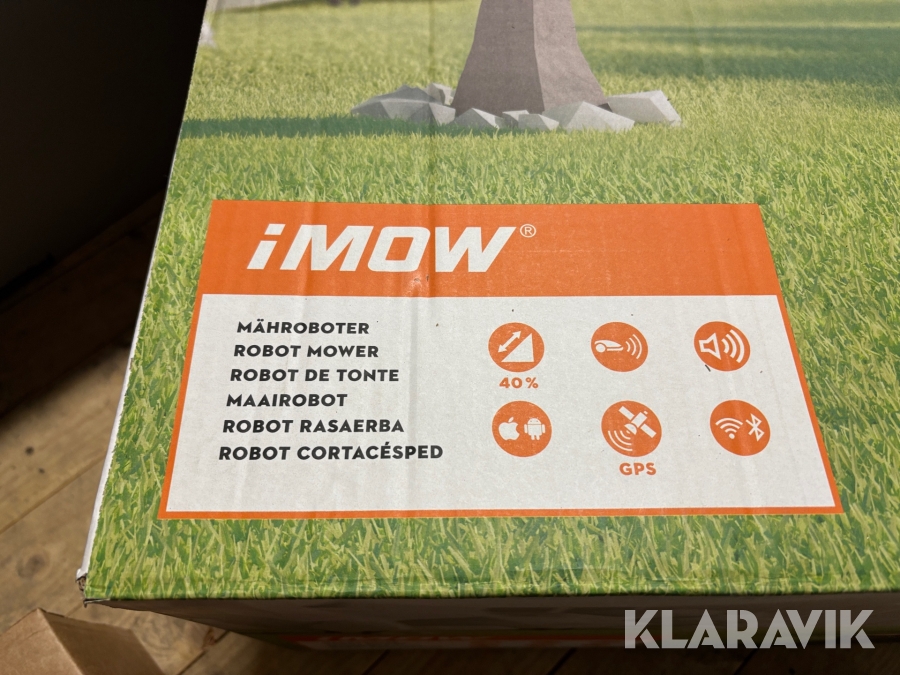 iMOW®
MÄHROBOTER
ROBOT MOWER
ROBOT DE TONTE
MAAIROBOT
ROBOT RASAERBA
ROBOT CORTACÉSPED
40%
GPS
KLARAVIK